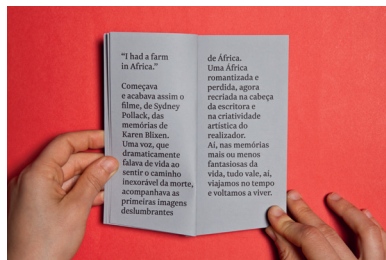 “I had a farm
in Africa.”
Começava
e acabava assim o
filme, de Sydney
Pollack, das
memórias de
Karen Blixen.
Uma voz, que
dramaticamente
falava de vida ao
sentir o caminho
inexorável da morte,
acompanhava as
primeiras imagens
deslumbrantes
de África.
Uma África
romantizada e
perdida, agora
recriada na cabeça
da escritora e
na criatividade
artística do
realizador.
Aí, nas memórias
mais ou menos
fantasiosas da
vida, tudo vale, aí,
viajamos no tempo
e voltamos a viver.